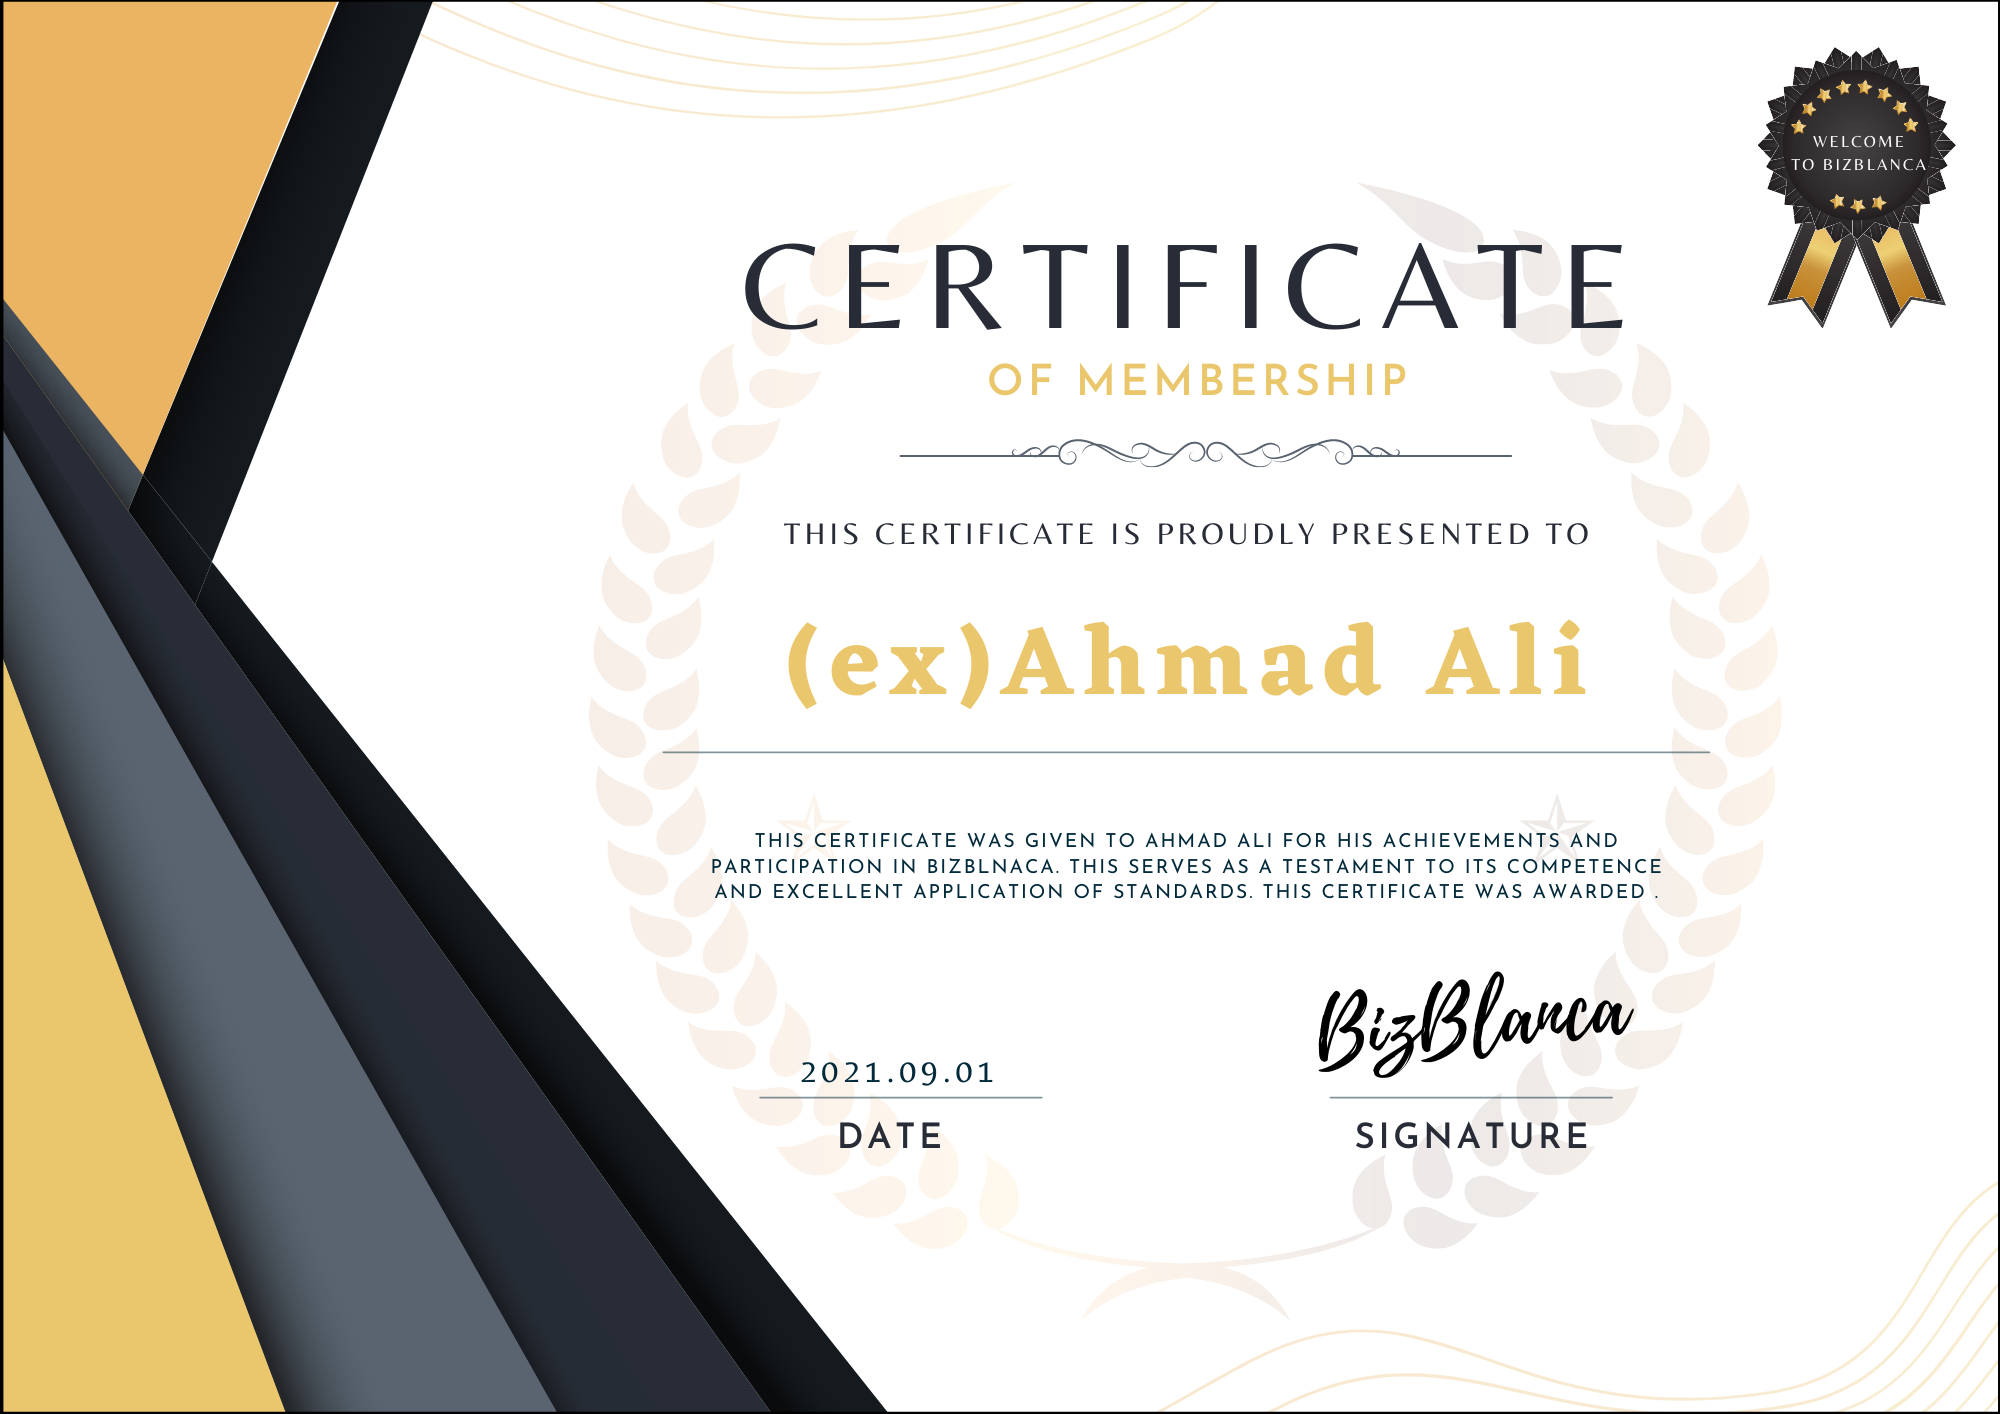 WELCOME
TO BIZBLANCA
CERTIFICATE
OF MEMBERSHIP
THIS CERTIFICATE IS PROUDLY PRESENTED TO
(ex)Ahmad Ali
THIS CERTIFICATE WAS GIVEN TO AHMAD ALI FOR HIS ACHIEVEMENTS AND
PARTICIPATION IN BIZBLNACA. THIS SERVES AS A TESTAMENT TO ITS COMPETENCE
AND EXCELLENT APPLICATION OF STANDARDS. THIS CERTIFICATE WAS AWARDED .
BizBlanca
2021.09.01
DATE
SIGNATURE